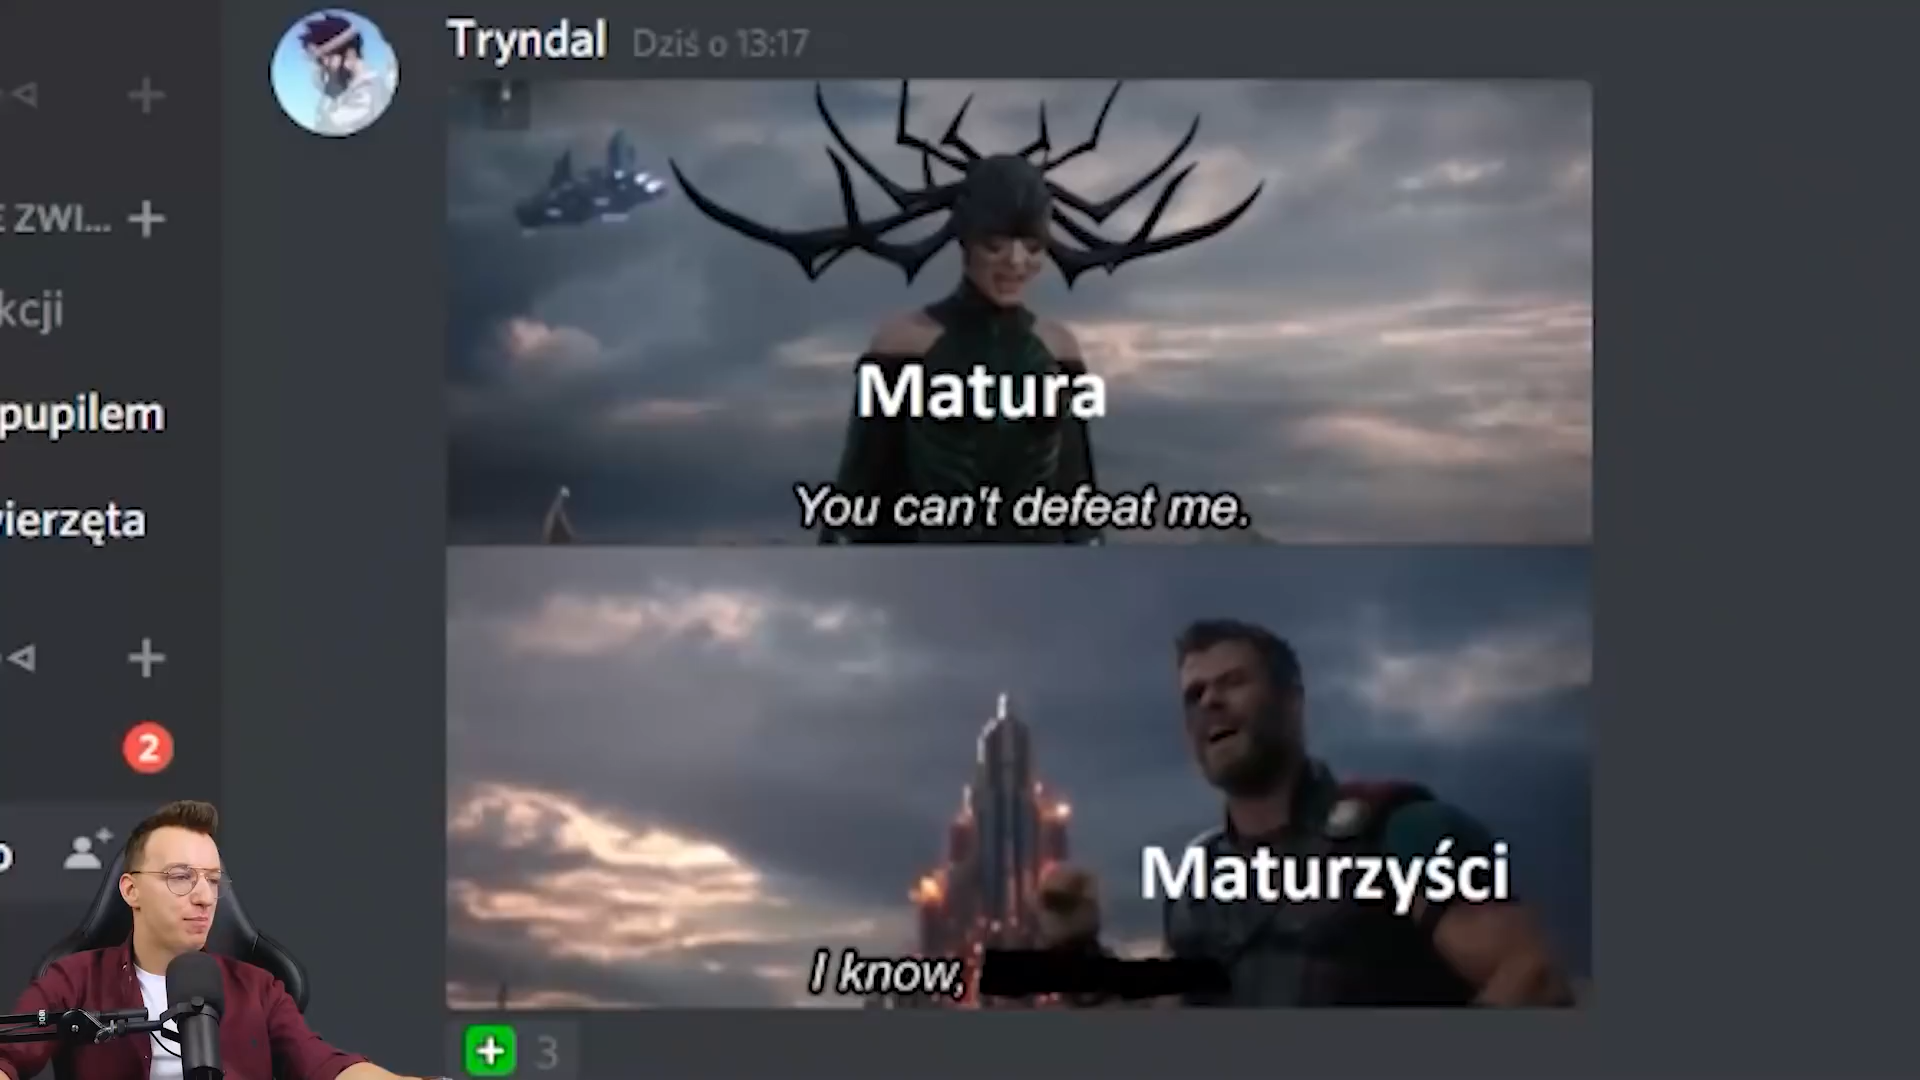 Tryndal Dziś o 13:17
ZWI...
kcji
pupilem
ierzęta
2
Matura
You can't defeat me.
Maturzyści
I know,
3